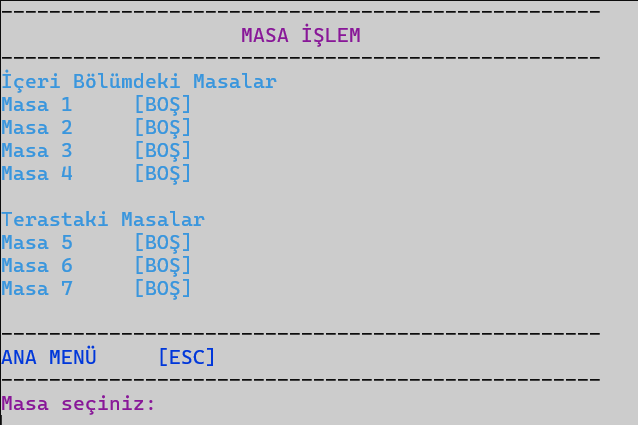 MASA İŞLEM
İçeri Bölümdeki Masalar
Masa 1 [BOŞ]
Masa 2 [BOŞ]
Masa 3 [BOŞ]
Masa 4 [BOŞ]
Terastaki Masalar
Masa 5 [BOŞ]
Masa 6 [BOŞ]
Masa 7 [BOŞ]
ANA MENÜ [ESC]
Masa seçiniz: